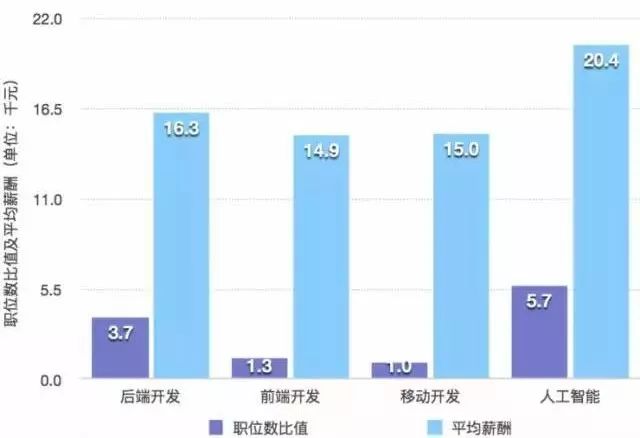 22.0
16.5
11.0
5.5
0.0
职位数比值及平均薪酬（单位：千元）
3.7
16.3
1.3
14.9
1.0
15.0
5.7
20.4
后端开发
前端开发
移动开发
人工智能
职位数比值
平均薪酬